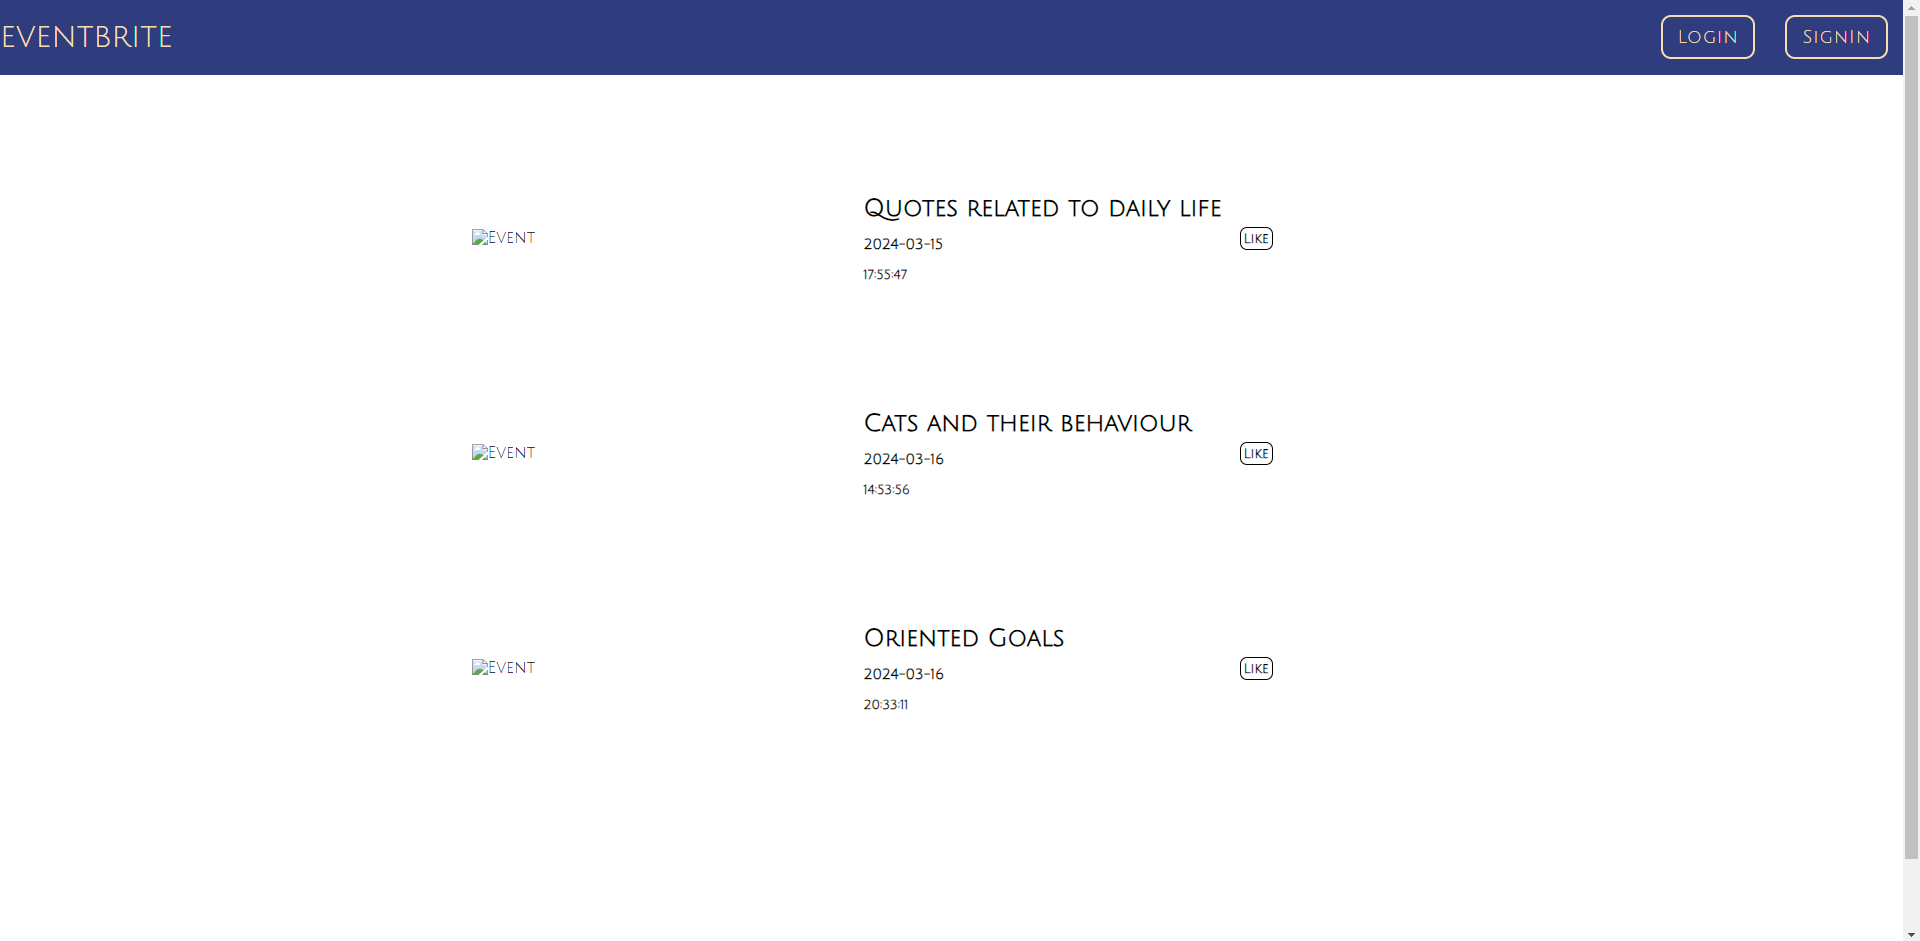 EVENTBRITE
Login
SignIn
Quotes related to daily life
Event
2024-03-15
Like
17:55:47
Cats and their behaviour
Event
2024-03-16
Like
14:53:56
Oriented Goals
Event
2024-03-16
Like
20:33:11